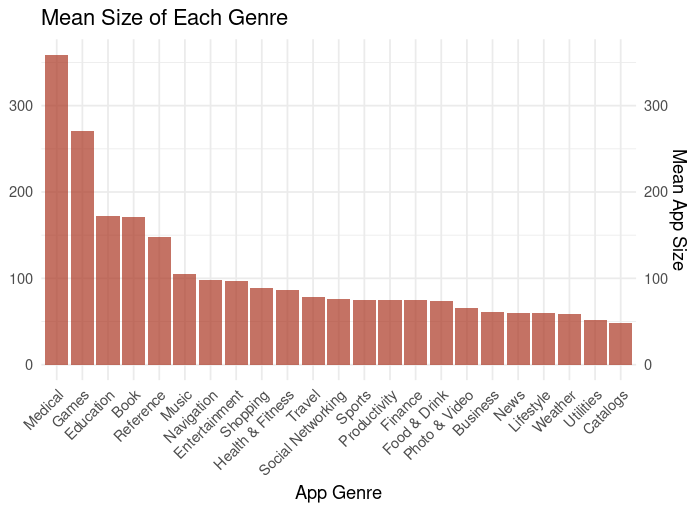 Mean Size of Each Genre
300
200
100
0
300
200
100
0
Mean App Size
Medical
Games
Education
Book
Reference
Music
Navigation
Entertainment
Shopping
Health & Fitness
Travel
Social Networking
Sports
Productivity
Finance
Food & Drink
Photo & Video
Business
News
Lifestyle
Weather
Utilities
Catalogs
App Genre